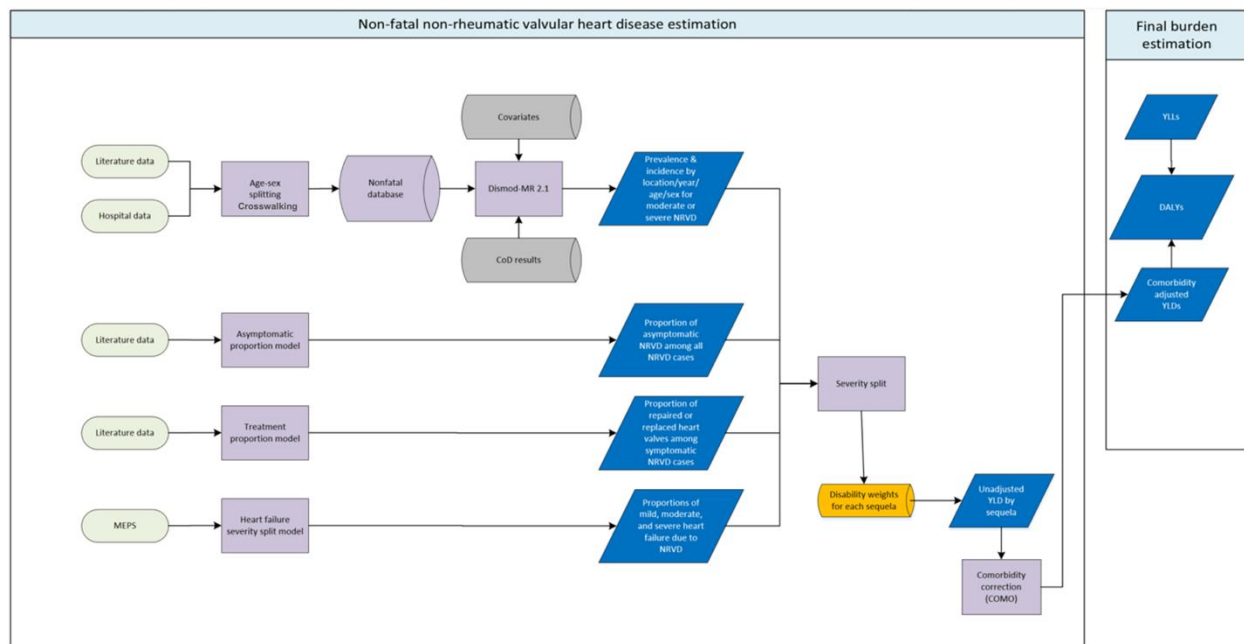 Non-fatal non-rheumatic valvular heart disease estimation
Final burden
estimation
Covariates
YLLs
Literature data
Age-sex
splitting
Crosswalking
Nonfatal
database
Dismod-MR 2.1
Prevalence &
incidence by
location/year/
age/sex for
moderate or
severe NRVD
Hospital data
DALYs
CoD results
Comorbidity
adjusted
YLDs
Literature data
Asymptomatic
proportion model
Proportion of
asymptomatic
NRVD among all
NRVD cases
Severity split
Literature data
Treatment
proportion model
Proportion of
repaired or
replaced heart
valves among
symptomatic
NRVD cases
Disability weights
for each sequela
Unadjusted
YLD by
sequela
MEPS
Heart failure
severity split model
Proportions of
mild, moderate,
and severe heart
failure due to
NRVD
Comorbidity
correction
(COMO)